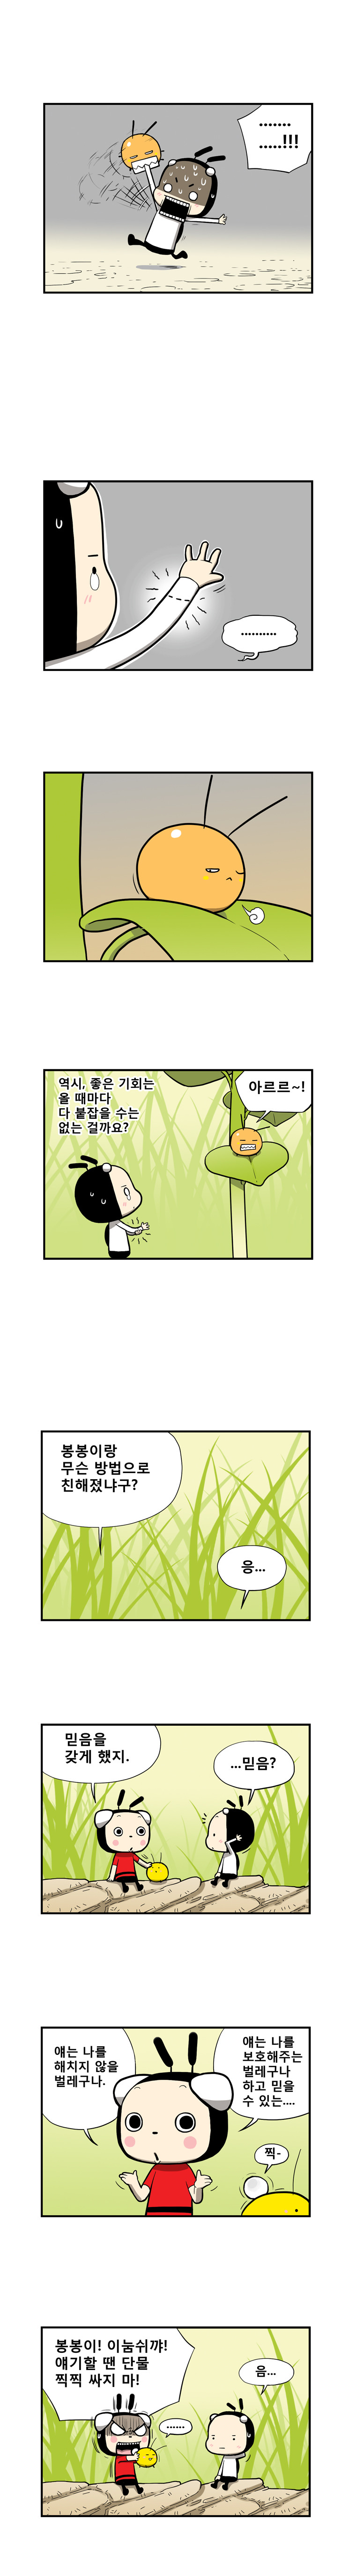 .......
.....!!!
..........
역시, 좋은 기회는
올 때마다
다 붙잡을 수는
없는 걸까요?
아르르~!
봉봉이랑
무슨 방법으로
친해졌냐구?
응...
믿음을
갖게 했지.
...믿음?
얘는 나를
해치지 않을
벌레구나.
얘는 나를
보호해주는
벌레구나
하고 믿을
수 있는....
찍-
봉봉이! 이눔쉬꺄!
얘기할 땐 단물
찍찍 싸지 마!
......
음...